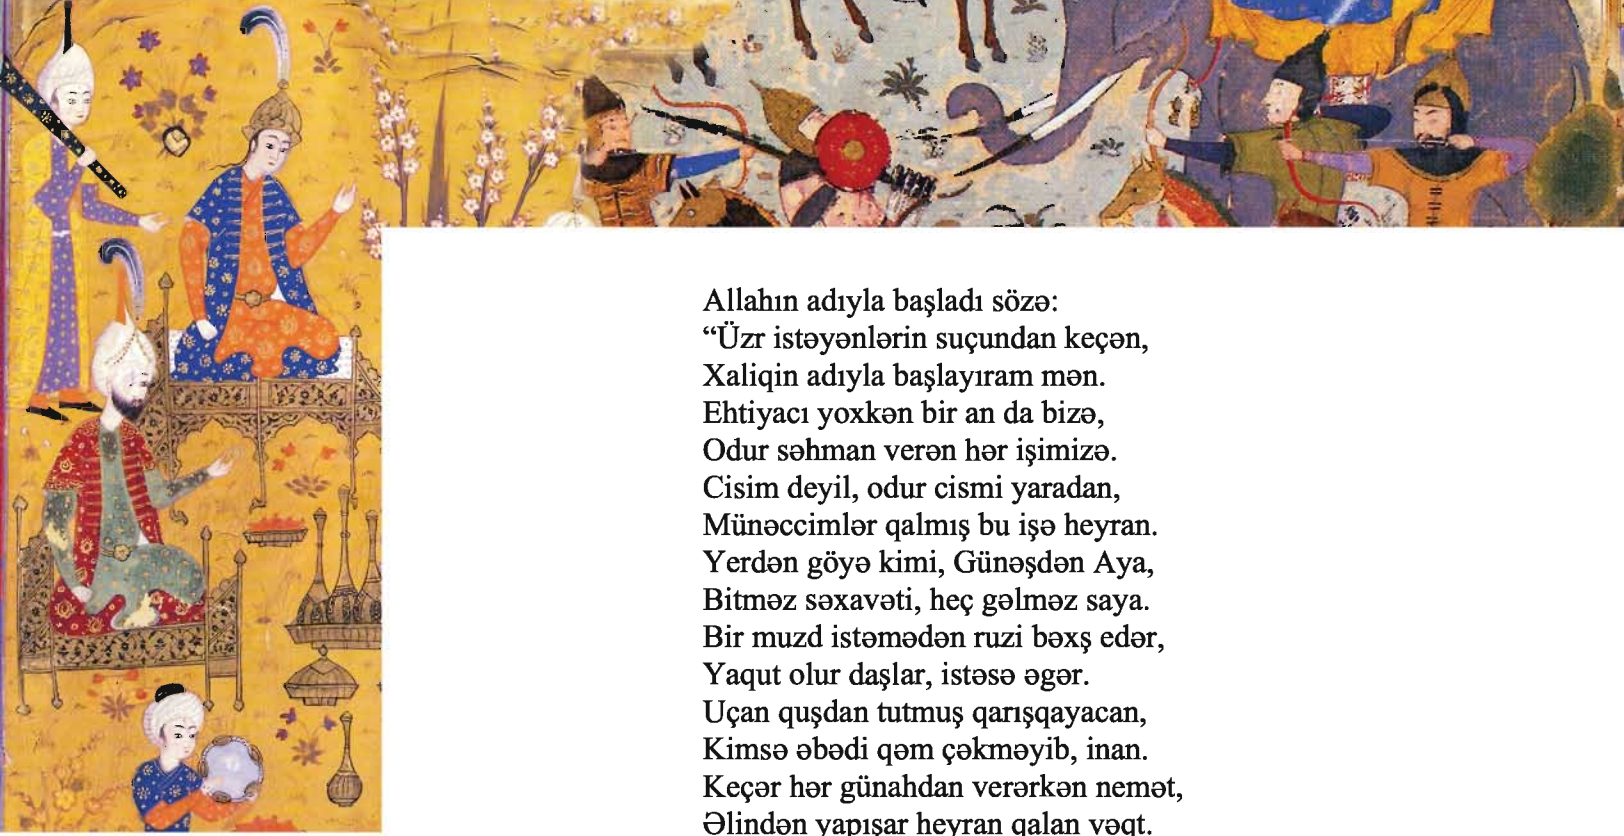 Allahın adıyla başladı sözə:
“Üzr istəyənlərin suçundan keçən,
Xaliqin adıyla başlayıram mən.
Ehtiyacı yoxkən bir an da bizə,
Odur səhman verən hər işimizə.
Cisim deyil, odur cismi yaradan,
Münəccimlər qalmış bu işə heyran.
Yerdən göyə kimi, Günəşdən Aya,
Bitməz səxavəti, heç gəlməz saya.
Bir muzd istəmədən ruzi bəxş edər,
Yaqut olur daşlar, istəsə əgər.
Uçan quşdan tutmuş qarışqayacan,
Kimsə əbədi qəm çəkməyib, inan.
Keçər hər günahdan verərkən nemət,
Əlindən yapışar heyran qalan vəqt.